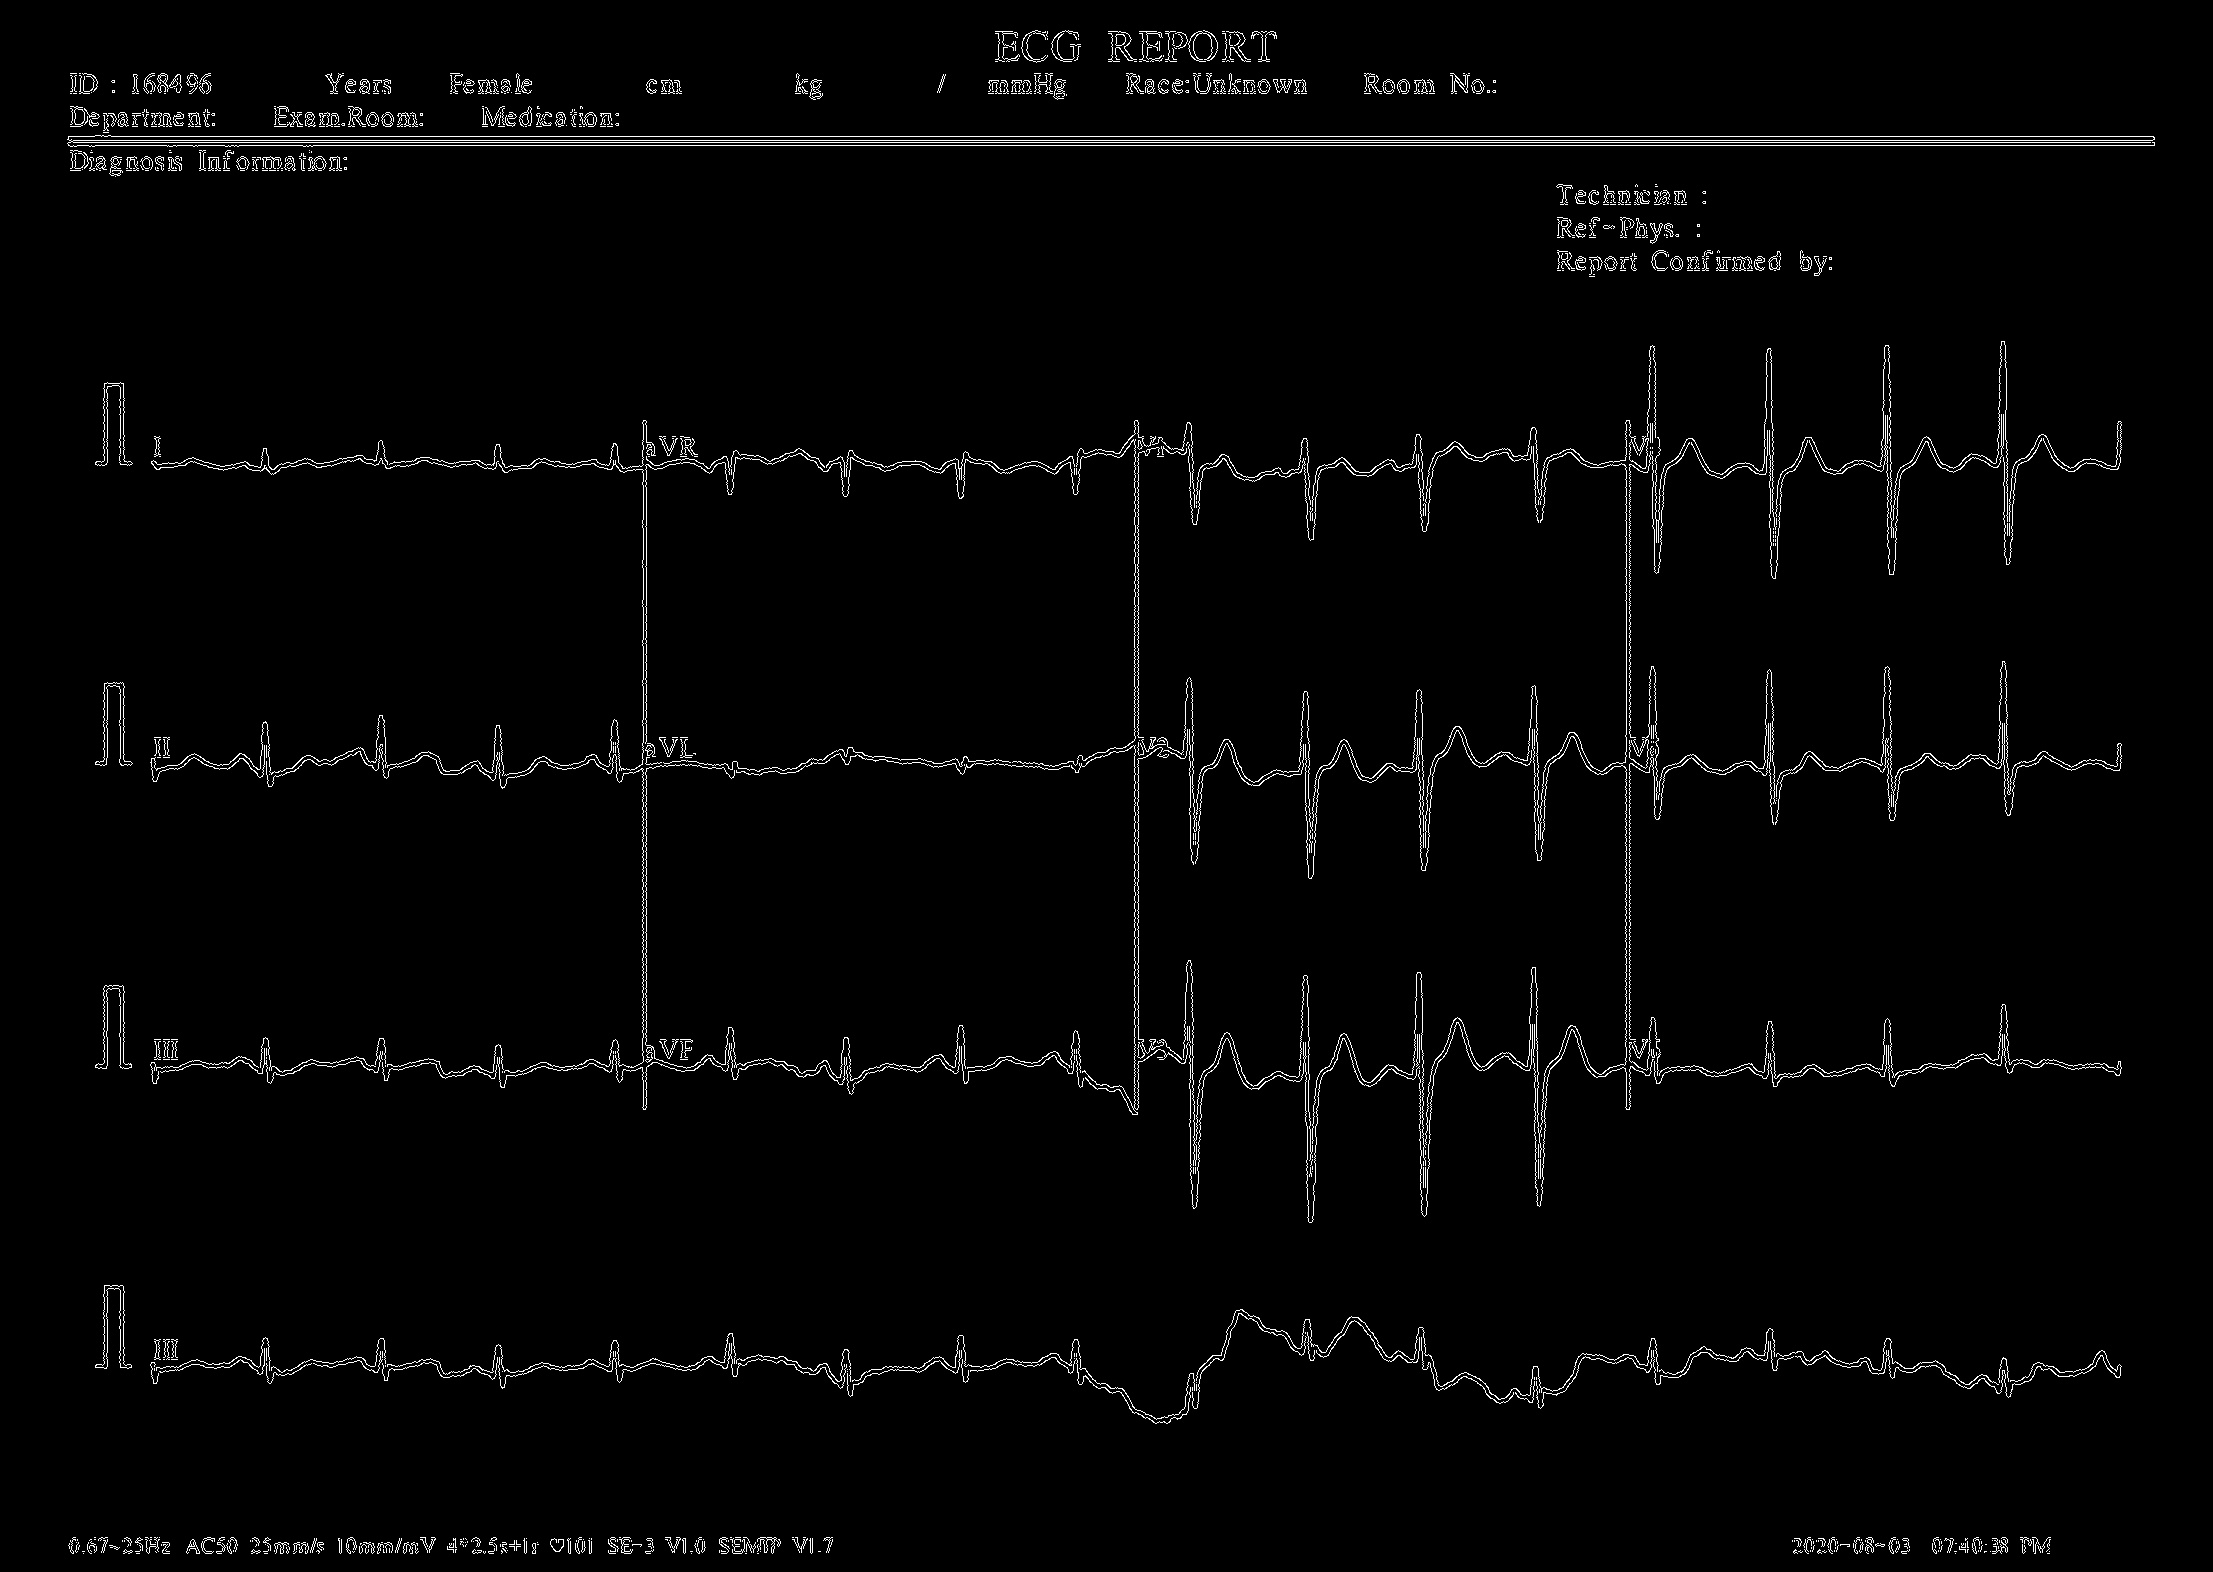 ECG REPORT
ID : 168496 Years Female cm kg / mmHg Race:Unknown Room No.:
Department: Exam.Room: Medication:
Diagnosis Information:
Technician :
Ref-Phys. :
Report Confirmed by:
I aVR V4
II aVL V2 V6
III aVF V3
III
0.67~25Hz AC50 25mm/s 10mm/mV 4*2.5s+1r ♡101 SE-3 V1.0 SEMIP V1.7
2020-08-03 07:40:38 PM